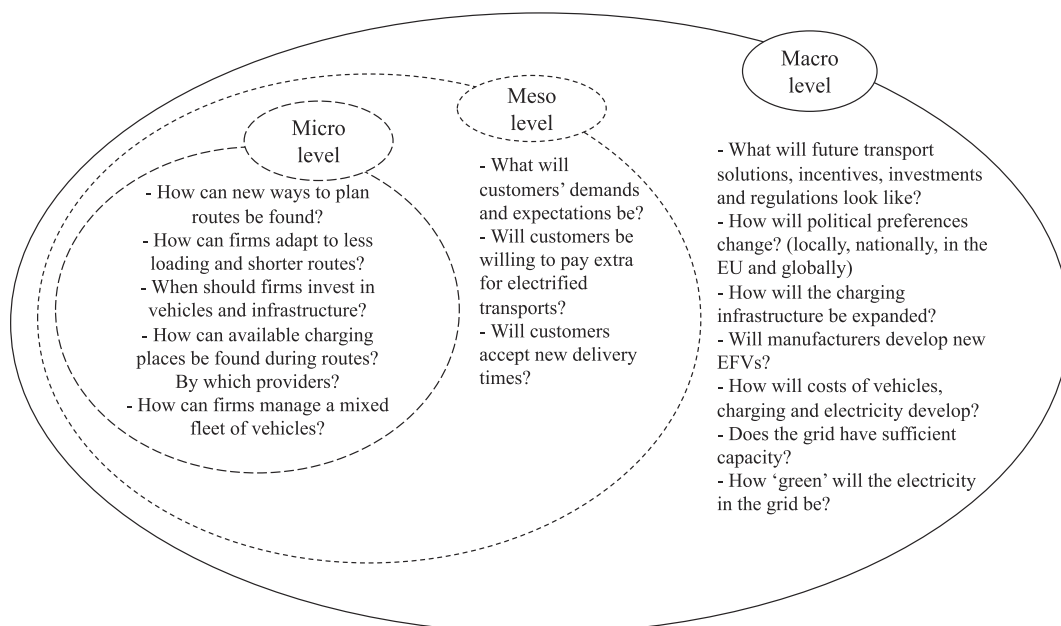 Micro
level
- How can new ways to plan
routes be found?
- How can firms adapt to less
loading and shorter routes?
- When should firms invest in
vehicles and infrastructure?
- How can available charging
places be found during routes?
By which providers?
- How can firms manage a mixed
fleet of vehicles?
Meso
level
- What will
customers’ demands
and expectations be?
- Will customers be
willing to pay extra
for electrified
transports?
- Will customers
accept new delivery
times?
Macro
level
- What will future transport
solutions, incentives, investments
and regulations look like?
- How will political preferences
change? (locally, nationally, in the
EU and globally)
- How will the charging
infrastructure be expanded?
- Will manufacturers develop new
EFVs?
- How will costs of vehicles,
charging and electricity develop?
- Does the grid have sufficient
capacity?
- How ‘green’ will the electricity
in the grid be?